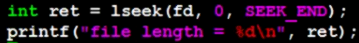 int ret = lseek(fd, 0, SEEK_END);
printf("file length = %d\n", ret);